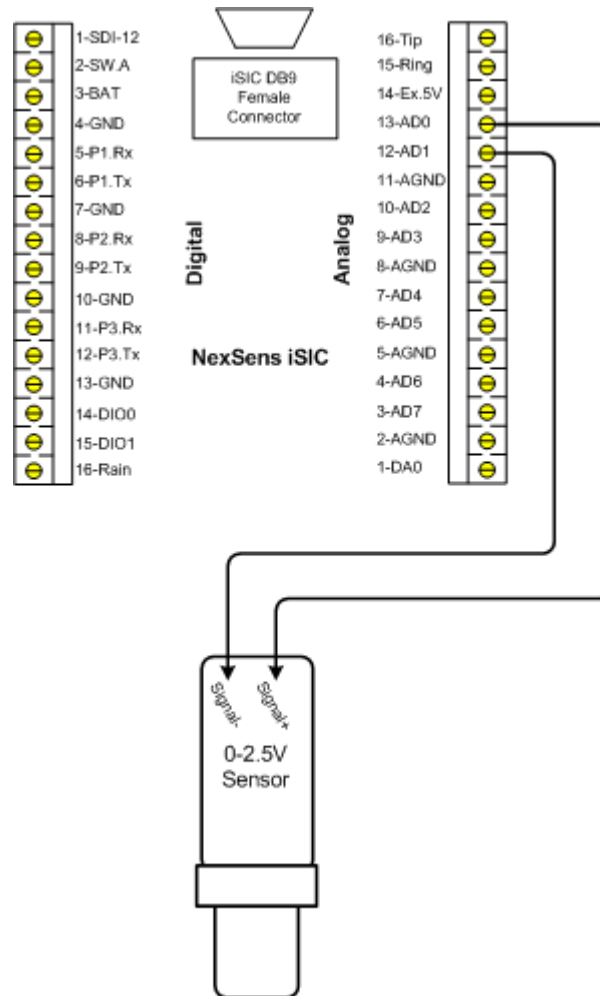 1-SDI-12
2-SW.A
3-BAT
4-GND
5-P1.Rx
6-P1.Tx
7-GND
8-P2.Rx
9-P2.Tx
10-GND
11-P3.Rx
12-P3.Tx
13-GND
14-DIO0
15-DIO1
16-Rain
iSIC DB9
Female
Connector
Digital
Analog
NexSens iSIC
16-Tip
15-Ring
14-Ex.5V
13-AD0
12-AD1
11-AGND
10-AD2
9-AD3
8-AGND
7-AD4
6-AD5
5-AGND
4-AD6
3-AD7
2-AGND
1-DA0
Signal-
Signal+
0-2.5V
Sensor